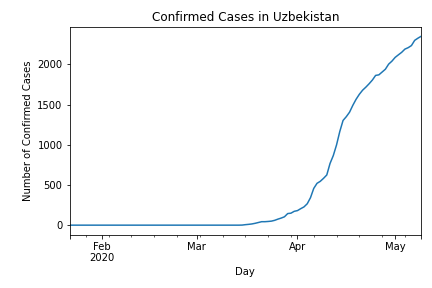 Confirmed Cases in Uzbekistan
Number of Confirmed Cases
2000
1500
1000
500
0
Feb
2020
Mar
Apr
May
Day